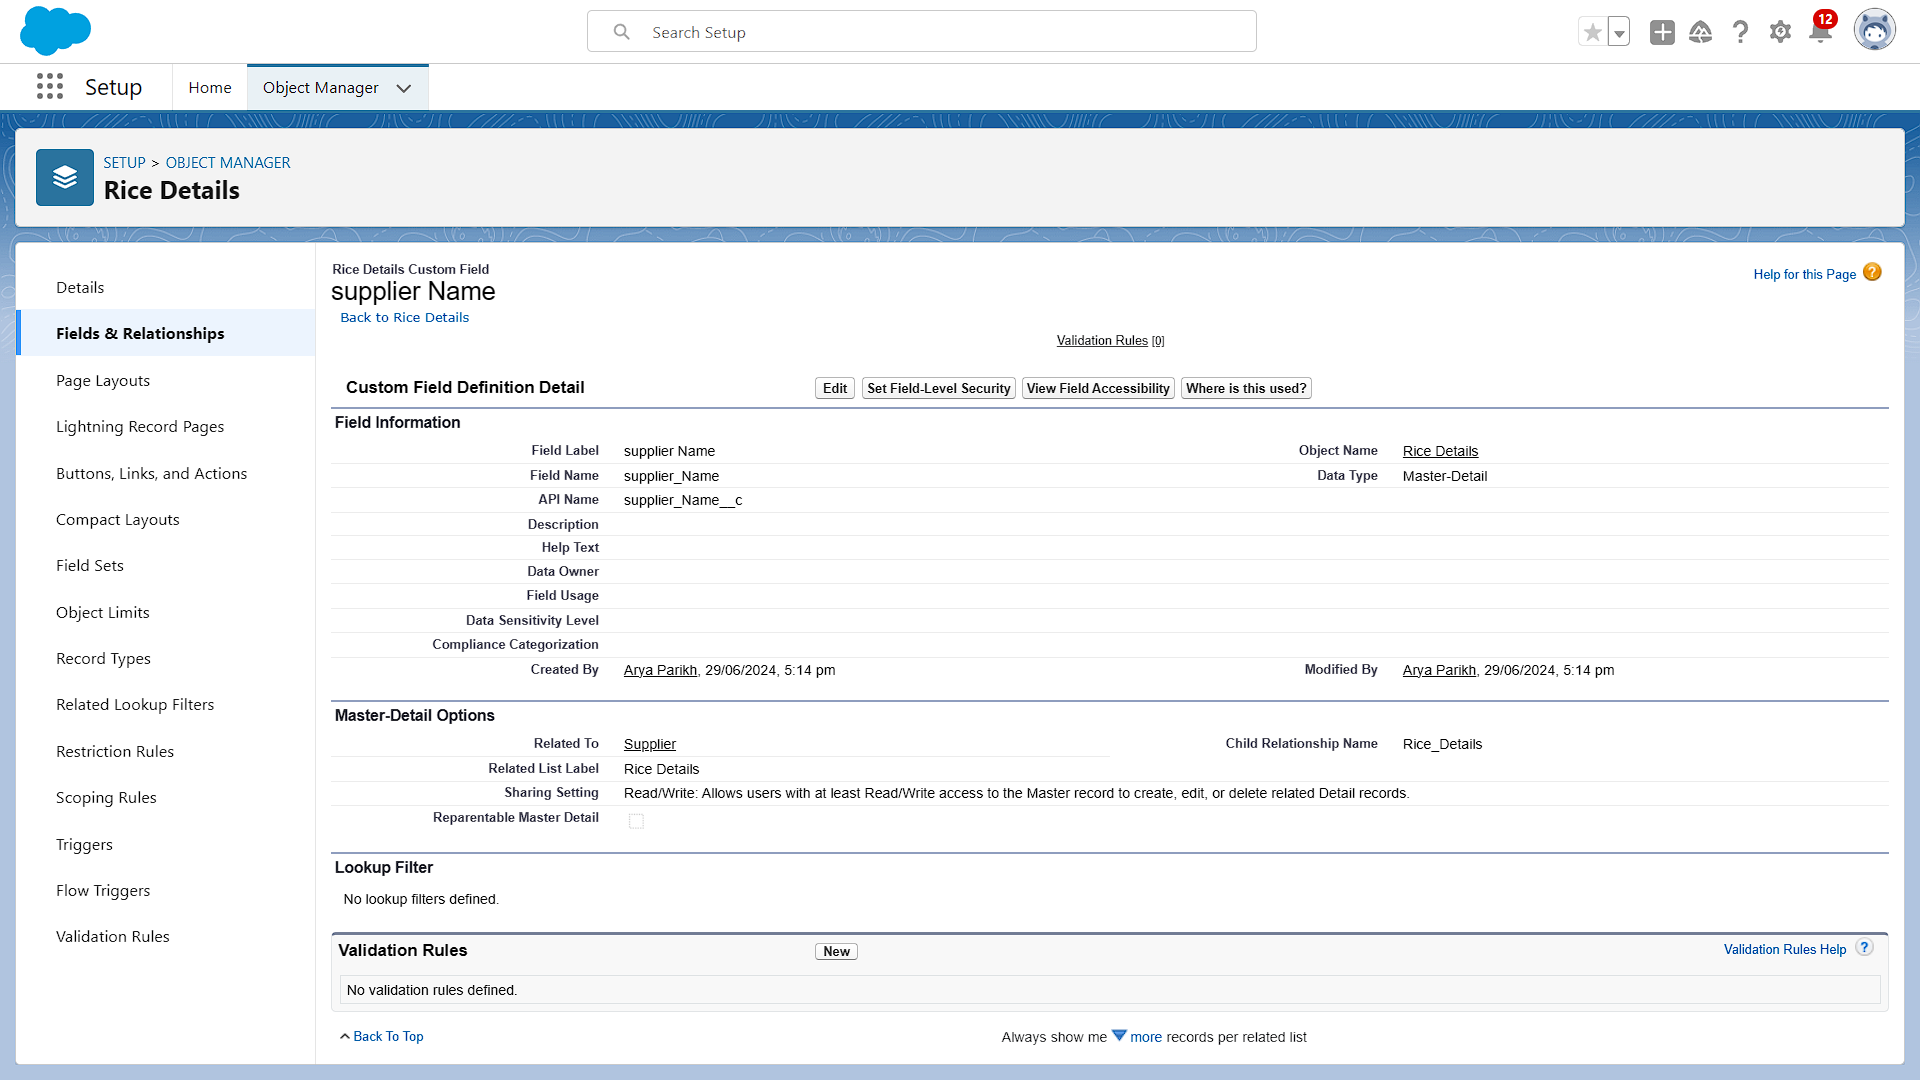 Search Setup
12
Setup
Home
Object Manager
SETUP > OBJECT MANAGER
Rice Details
Details
Fields & Relationships
Page Layouts
Lightning Record Pages
Buttons, Links, and Actions
Compact Layouts
Field Sets
Object Limits
Record Types
Related Lookup Filters
Restriction Rules
Scoping Rules
Triggers
Flow Triggers
Validation Rules
Rice Details Custom Field
supplier Name
Back to Rice Details
Help for this Page ?
Validation Rules [0]
Custom Field Definition Detail
Edit
Set Field-Level Security
View Field Accessibility
Where is this used?
Field Information
Field Label supplier Name Object Name Rice Details
Field Name supplier_Name Data Type Master-Detail
API Name supplier_Name__c
Description
Help Text
Data Owner
Field Usage
Data Sensitivity Level
Compliance Categorization
Created By Arya Parikh, 29/06/2024, 5:14 pm Modified By Arya Parikh, 29/06/2024, 5:14 pm
Master-Detail Options
Related To Supplier Child Relationship Name Rice_Details
Related List Label Rice Details
Sharing Setting Read/Write: Allows users with at least Read/Write access to the Master record to create, edit, or delete related Detail records.
Reparentable Master Detail
Lookup Filter
No lookup filters defined.
Validation Rules
New
Validation Rules Help ?
No validation rules defined.
Back To Top
Always show me more records per related list